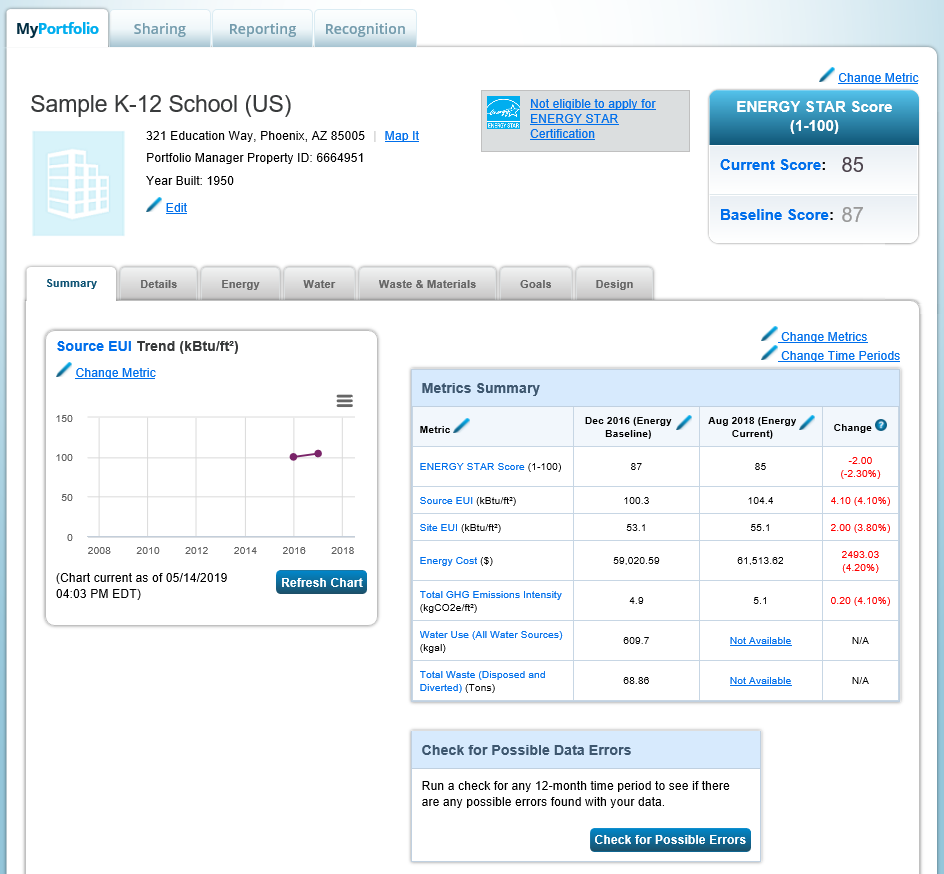 MyPortfolio
Sharing
Reporting
Recognition
Change Metric
Sample K-12 School (US)
321 Education Way, Phoenix, AZ 85005 | Map It
Portfolio Manager Property ID: 6664951
Year Built: 1950
Edit
ENERGY STAR
Not eligible to apply for
ENERGY STAR
Certification
ENERGY STAR Score
(1-100)
Current Score: 85
Baseline Score: 87
Summary
Details
Energy
Water
Waste & Materials
Goals
Design
Source EUI Trend (kBtu/ft²)
Change Metric
150
100
50
0
2008 2010 2012 2014 2016 2018
(Chart current as of 05/14/2019
04:03 PM EDT)
Refresh Chart
Change Metrics
Change Time Periods
Metrics Summary
Metric
Dec 2016 (Energy
Baseline)
Aug 2018 (Energy
Current)
Change ?
ENERGY STAR Score (1-100)
87
85
-2.00
(-2.30%)
Source EUI (kBtu/ft²)
100.3
104.4
4.10 (4.10%)
Site EUI (kBtu/ft²)
53.1
55.1
2.00 (3.80%)
Energy Cost ($)
59,020.59
61,513.62
2493.03
(4.20%)
Total GHG Emissions Intensity
(kgCO2e/ft²)
4.9
5.1
0.20 (4.10%)
Water Use (All Water Sources)
(kgal)
609.7
Not Available
N/A
Total Waste (Disposed and
Diverted) (Tons)
68.86
Not Available
N/A
Check for Possible Data Errors
Run a check for any 12-month time period to see if there
are any possible errors found with your data.
Check for Possible Errors